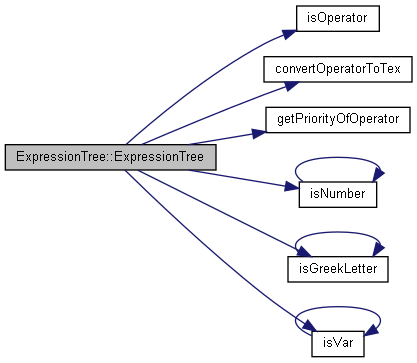 isOperator
convertOperatorToTex
getPriorityOfOperator
ExpressionTree::ExpressionTree
isNumber
isGreekLetter
isVar